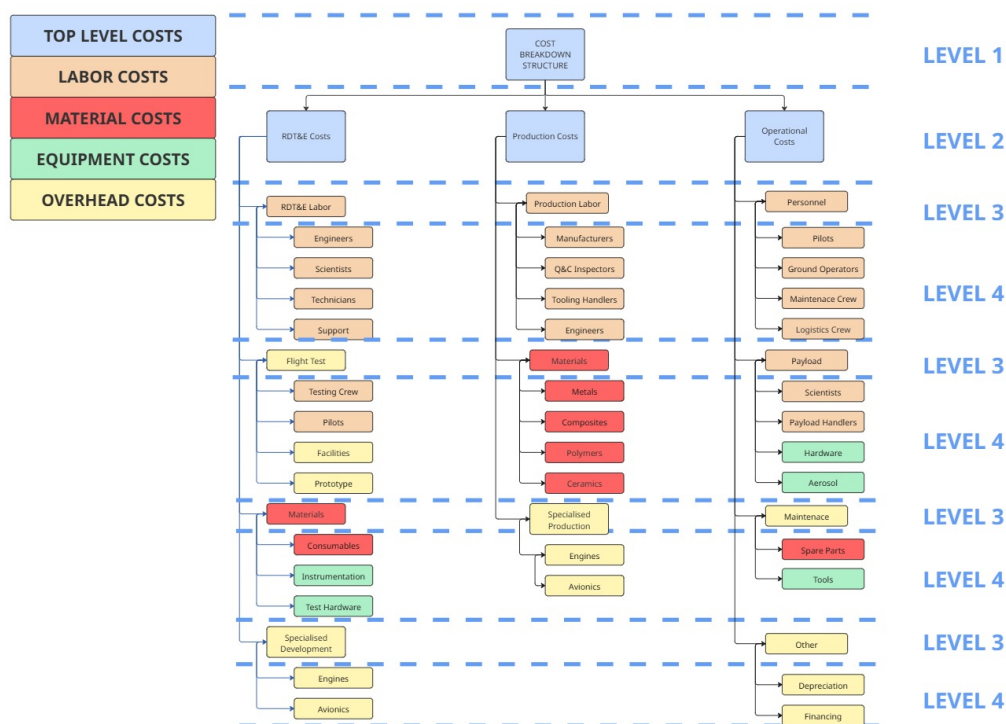 TOP LEVEL COSTS
LABOR COSTS
MATERIAL COSTS
EQUIPMENT COSTS
OVERHEAD COSTS
COST
BREAKDOWN
STRUCTURE
LEVEL 1
RDT&E Costs
Production Costs
Operational
Costs
LEVEL 2
RDT&E Labor
Production Labor
Personnel
LEVEL 3
Engineers
Manufacturers
Pilots
Scientists
Q&C Inspectors
Ground Operators
Technicians
Tooling Handlers
Maintenace Crew
Support
Engineers
Logistics Crew
LEVEL 4
Flight Test
Materials
Payload
LEVEL 3
Testing Crew
Metals
Scientists
Pilots
Composites
Payload Handlers
Facilities
Polymers
Hardware
Prototype
Ceramics
Aerosol
LEVEL 4
Materials
Specialised
Production
Maintenace
LEVEL 3
Consumables
Engines
Spare Parts
Instrumentation
Avionics
Tools
Test Hardware
LEVEL 4
Specialised
Development
Other
LEVEL 3
Engines
Depreciation
Avionics
Financing
LEVEL 4